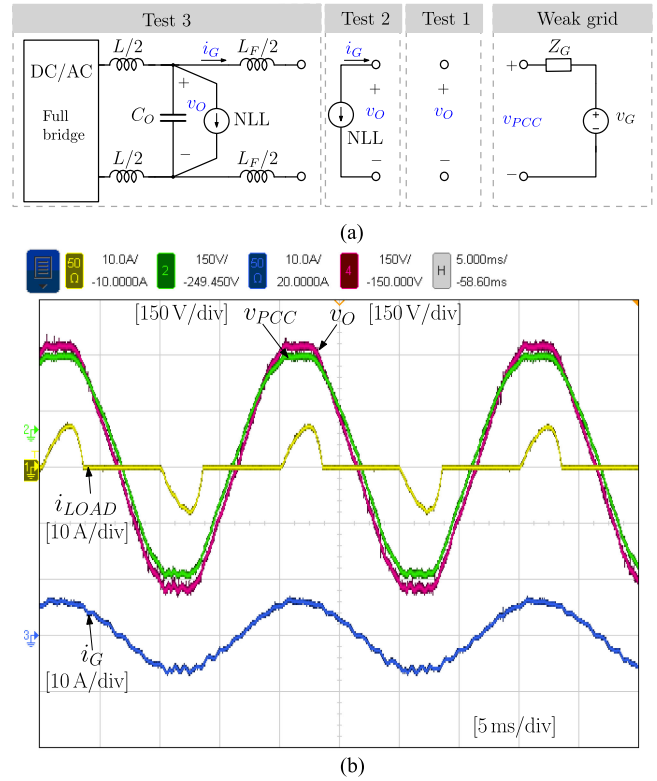 Test 3 Test 2 Test 1 Weak grid
L/2 i_G L_F/2 i_G Z_G
DC/AC + + + +
Full bridge C_O v_O NLL v_O v_O v_PCC + − v_G
NLL
− − − −
L/2 L_F/2
(a)
50 Ω 10.0A/ 2 150V/ 50 Ω 10.0A/ 4 150V/ H 5.000ms/
-10.0000A -249.450V 20.0000A -150.000V -58.60ms
[150 V/div] v_PCC v_O [150 V/div]
2
1
i_LOAD
[10 A/div]
3
i_G
[10 A/div]
[5 ms/div]
(b)